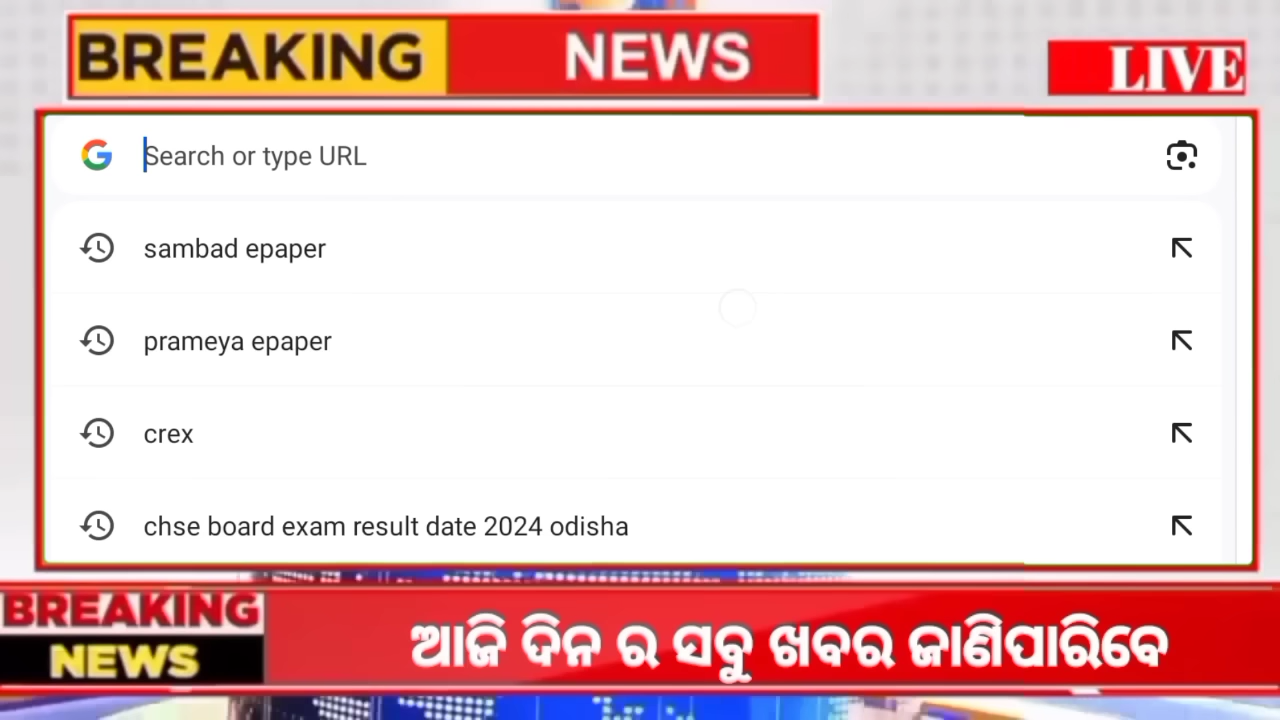 BREAKING NEWS
LIVE
Search or type URL
sambad epaper
prameya epaper
crex
chse board exam result date 2024 odisha
BREAKING
NEWS
ଆଜି ଦିନ ର ସବୁ ଖବର ଜାଣିପାରିବେ